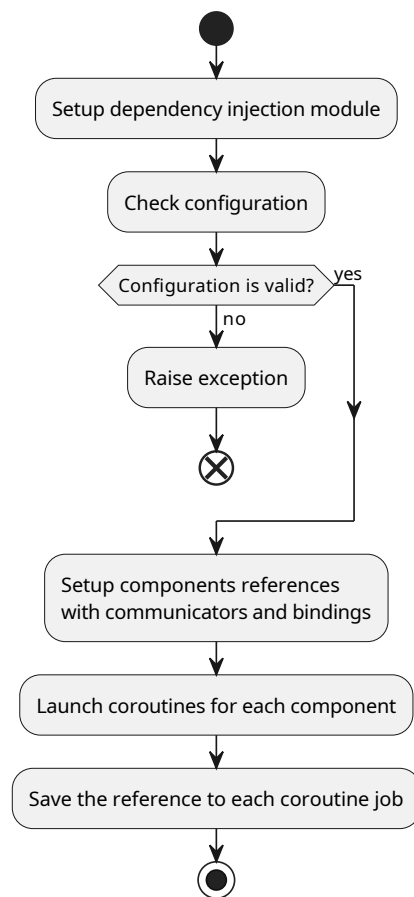 Setup dependency injection module
Check configuration
Configuration is valid?
yes
no
Raise exception
Setup components references
with communicators and bindings
Launch coroutines for each component
Save the reference to each coroutine job